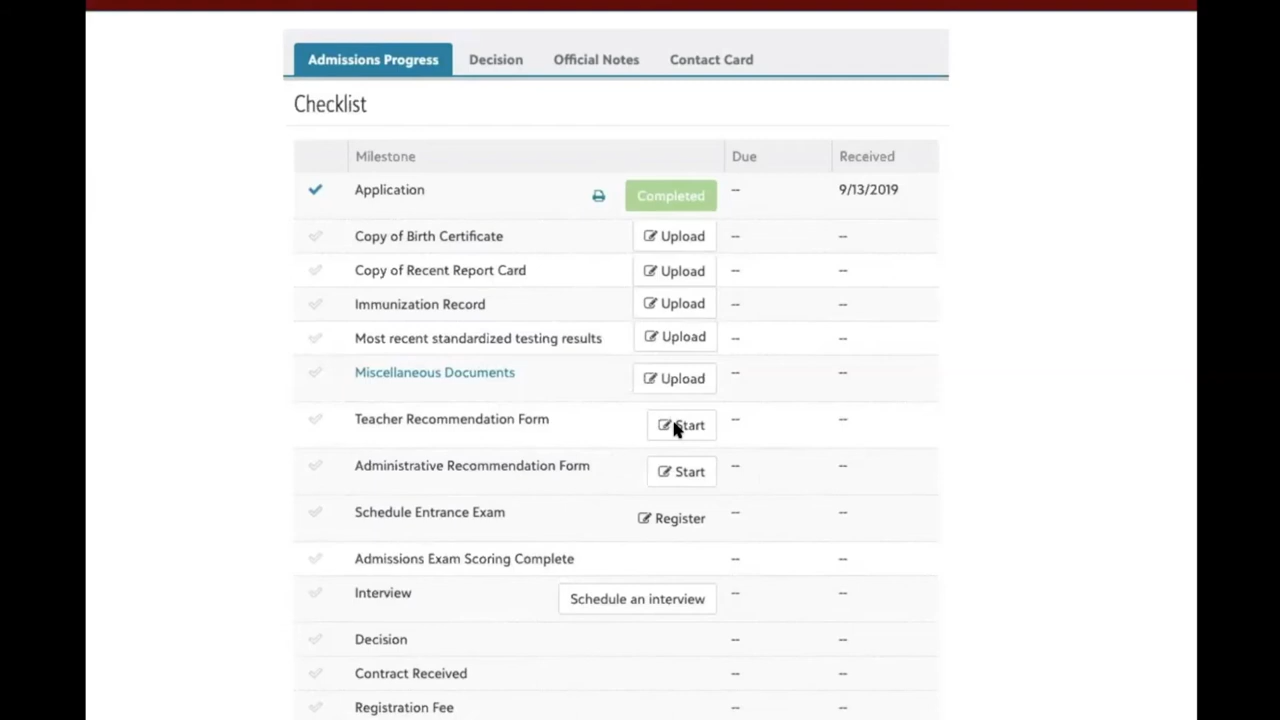 Admissions Progress Decision Official Notes Contact Card
Checklist
Milestone Due Received
Application Completed -- 9/13/2019
Copy of Birth Certificate Upload -- --
Copy of Recent Report Card Upload -- --
Immunization Record Upload -- --
Most recent standardized testing results Upload -- --
Miscellaneous Documents Upload -- --
Teacher Recommendation Form Start -- --
Administrative Recommendation Form Start -- --
Schedule Entrance Exam Register -- --
Admissions Exam Scoring Complete -- --
Interview Schedule an interview -- --
Decision -- --
Contract Received -- --
Registration Fee -- --